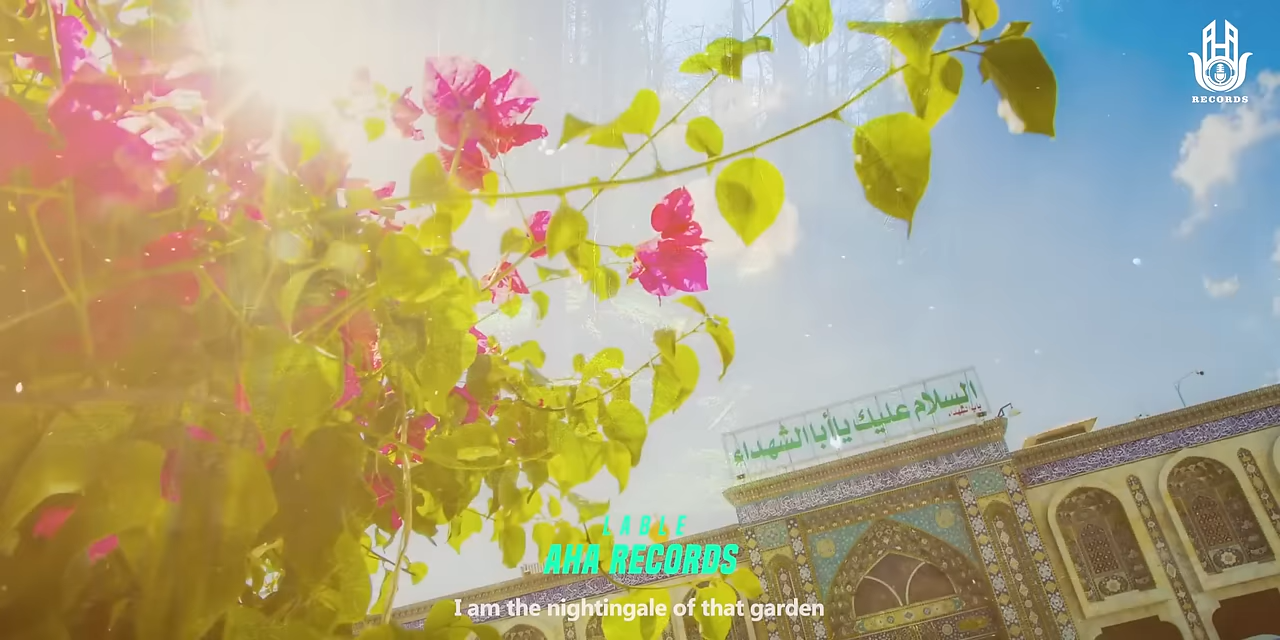 RECORDS
السلام عليك يا أبا الشهداء
LABLE
AHA RECORDS
I am the nightingale of that garden